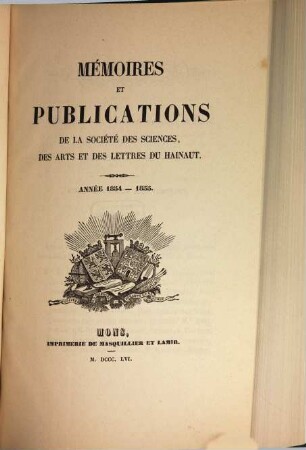 MÉMOIRES
ET
PUBLICATIONS
DE LA SOCIÉTÉ DES SCIENCES,
DES ARTS ET DES LETTRES DU HAINAUT.
ANNÉE 1854 — 1855.
MONS,
IMPRIMERIE DE MASQUILLIER ET LAMIR.
M. DCCC. LVI.